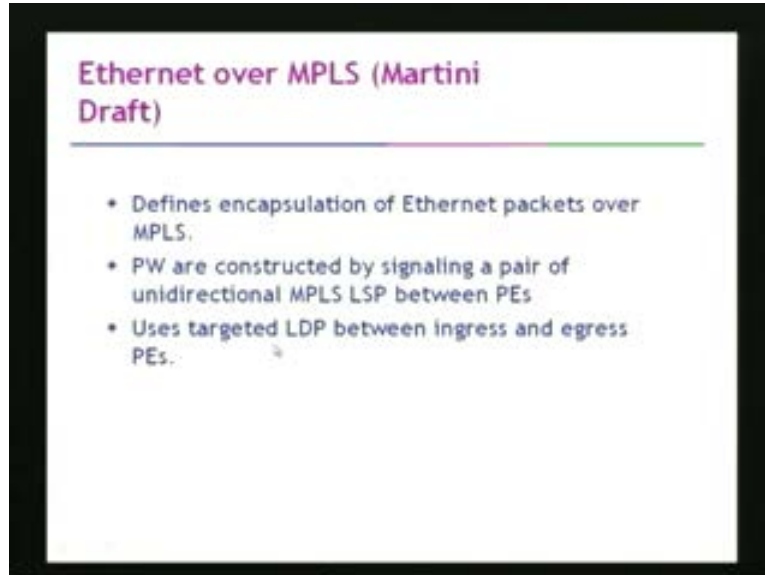 Ethernet over MPLS (Martini
Draft)
• Defines encapsulation of Ethernet packets over
MPLS.
• PW are constructed by signaling a pair of
unidirectional MPLS LSP between PEs
• Uses targeted LDP between ingress and egress
PEs.